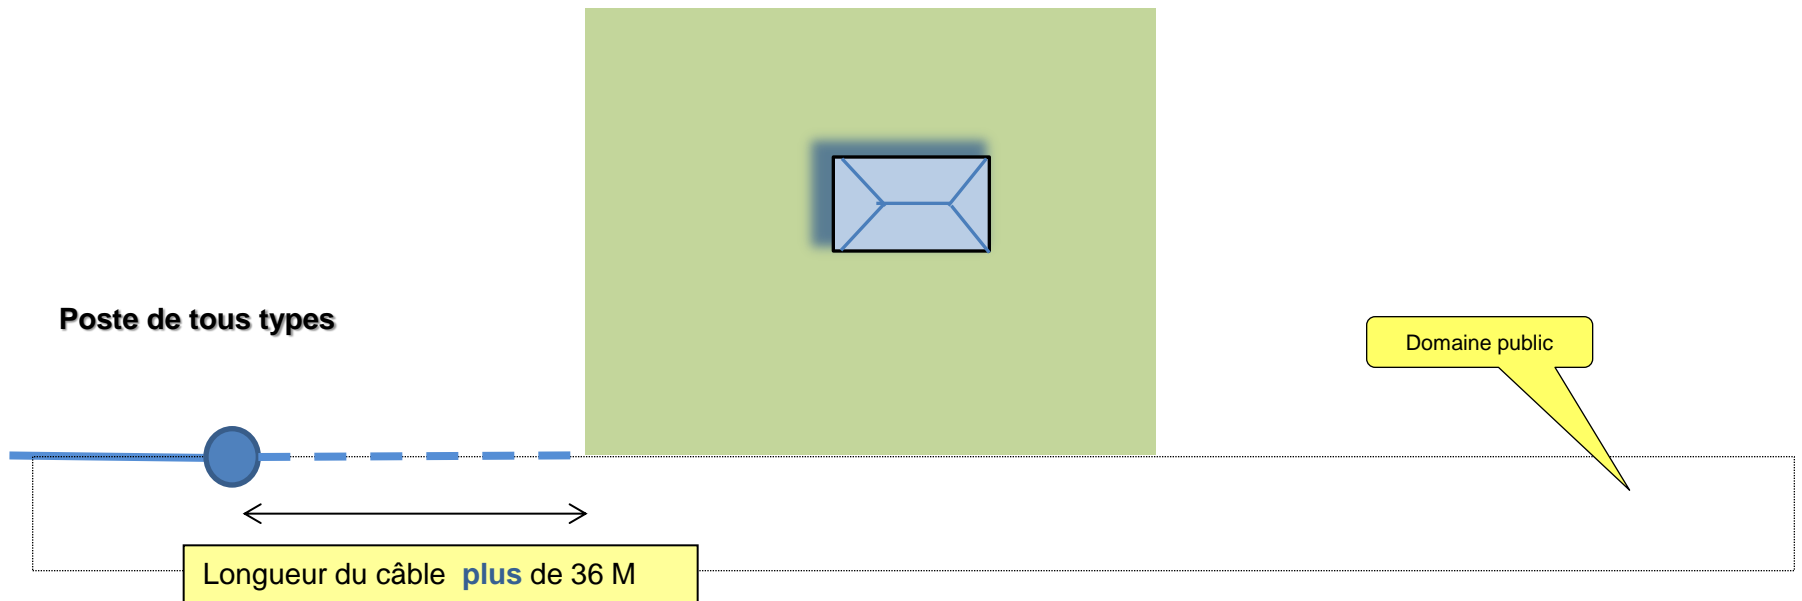 Poste de tous types
Domaine public
Longueur du câble plus de 36 M